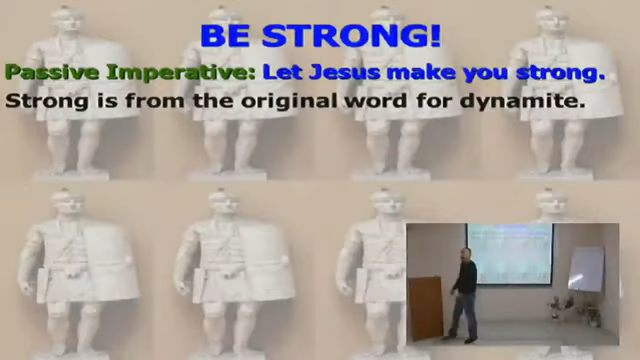 BE STRONG!
Passive Imperative: Let Jesus make you strong.
Strong is from the original word for dynamite.